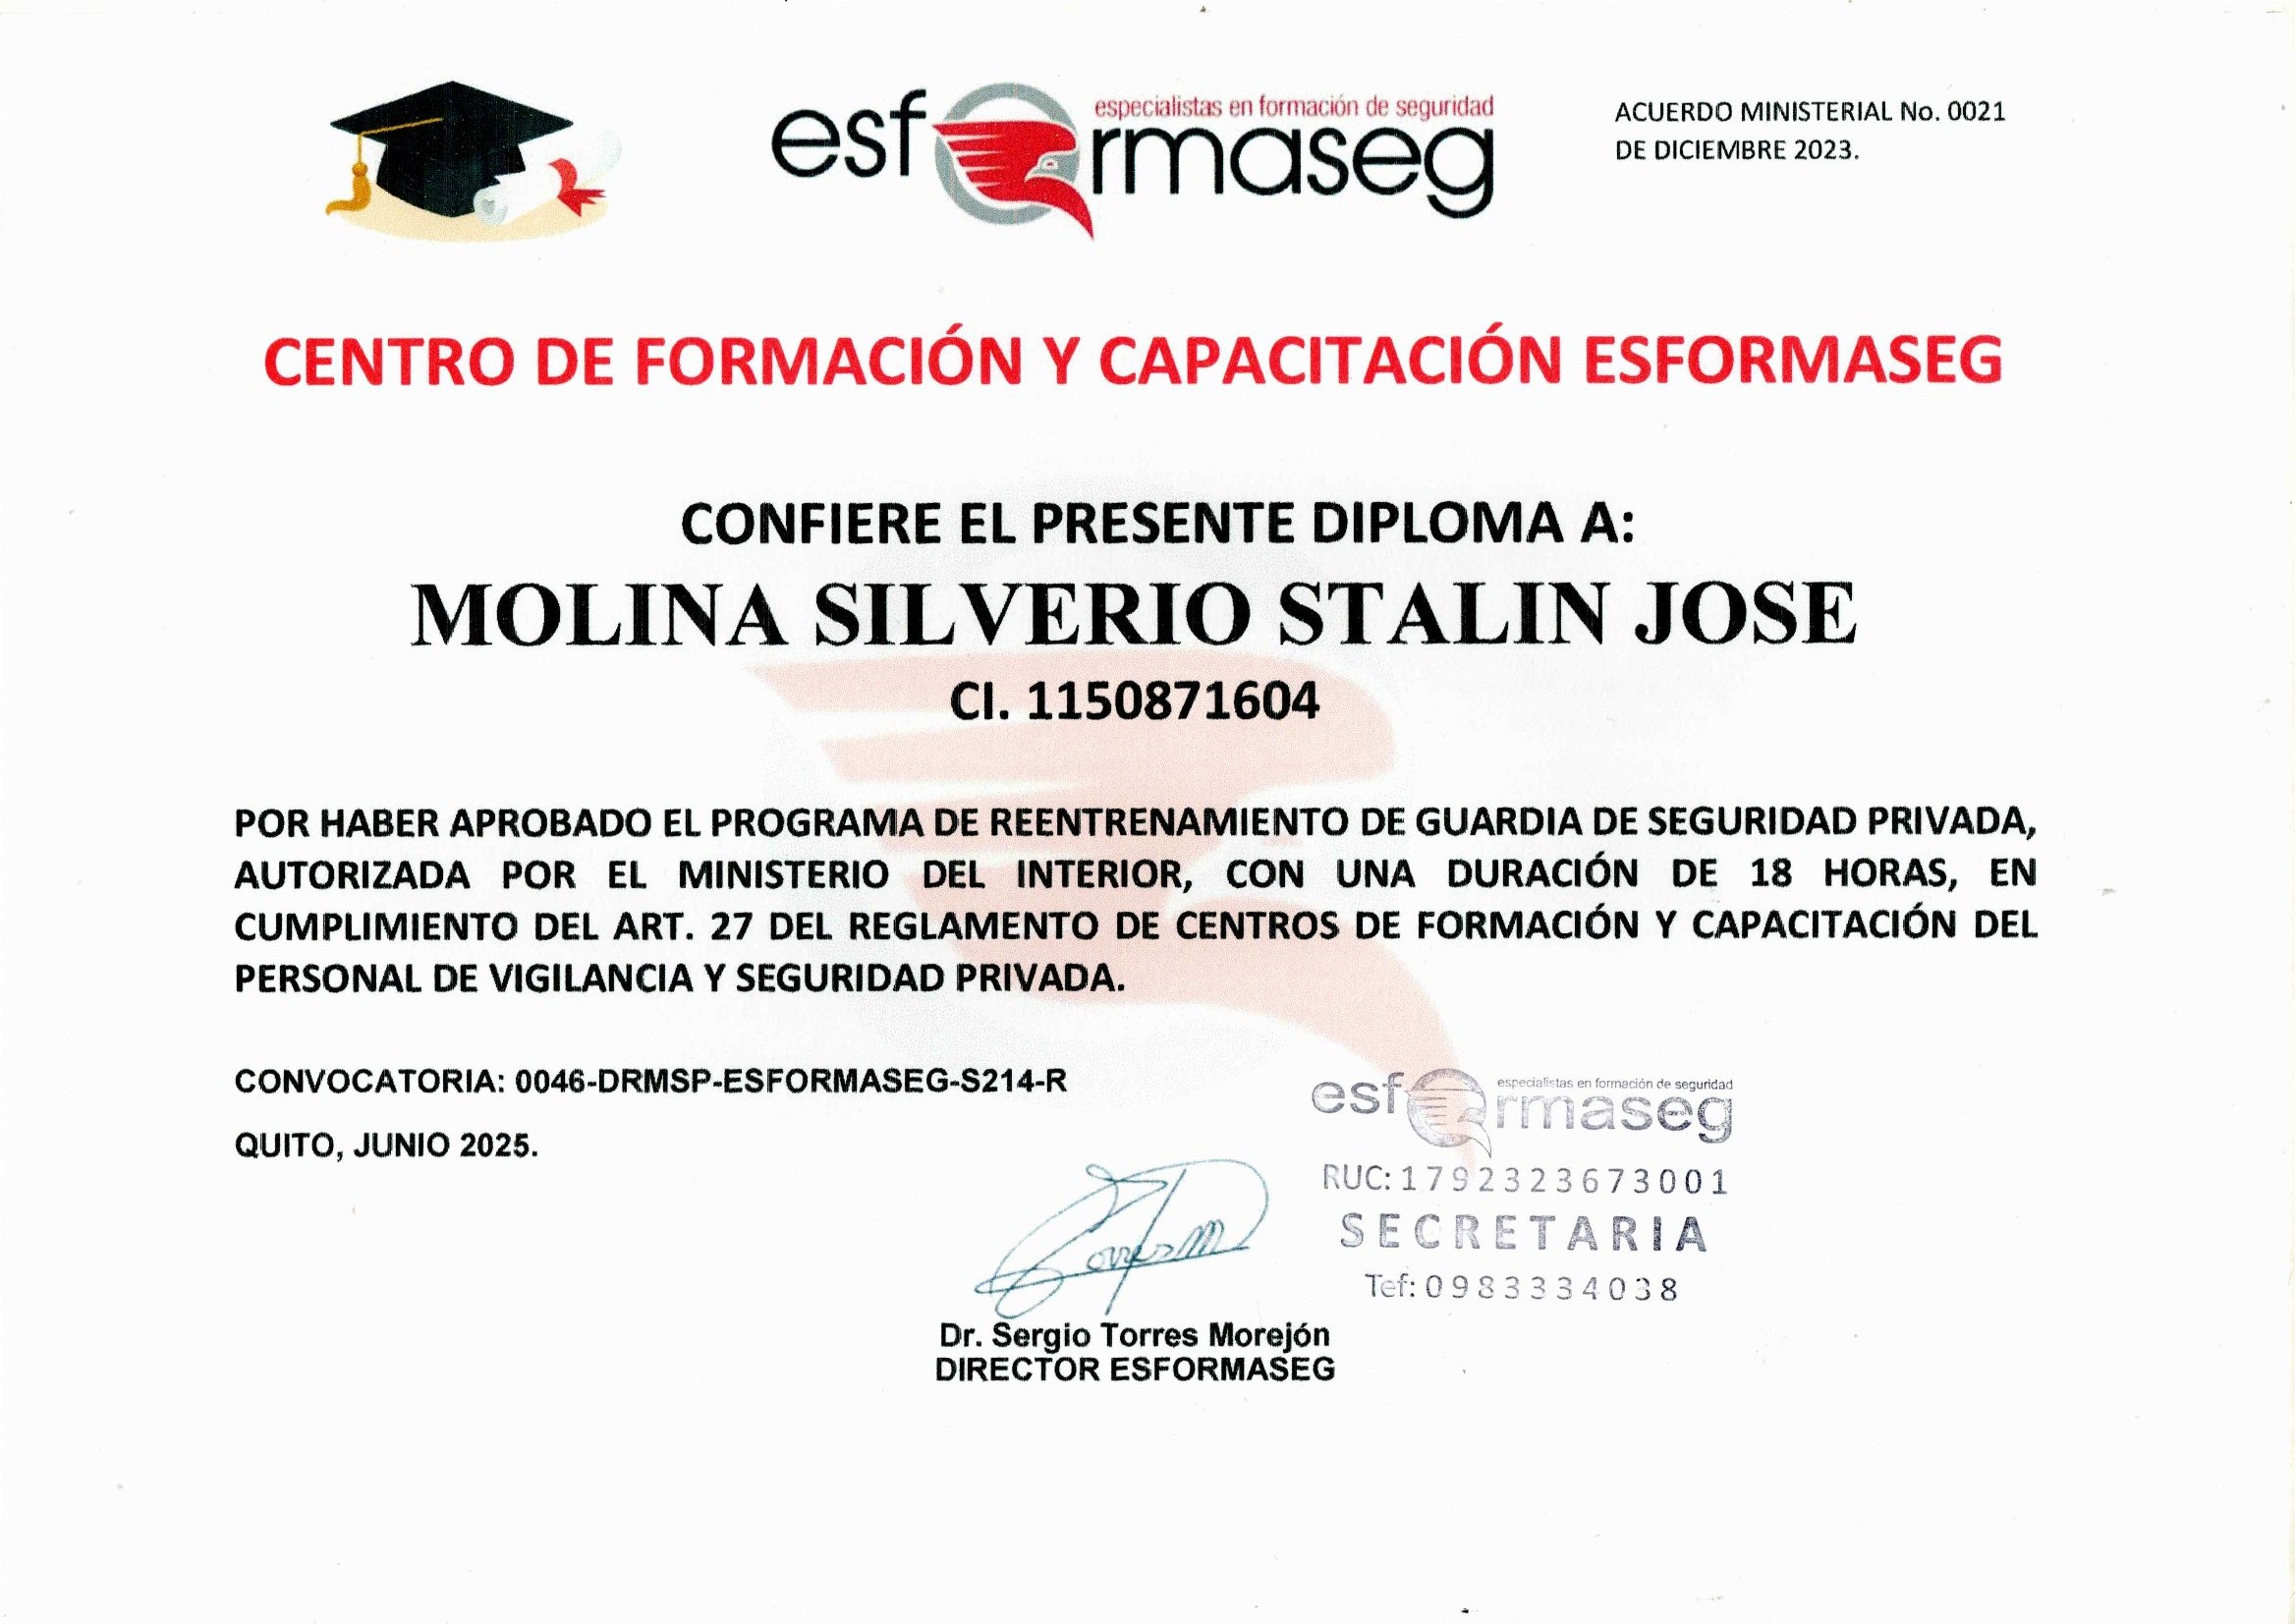 esformaseg
especialistas en formación de seguridad
ACUERDO MINISTERIAL No. 0021
DE DICIEMBRE 2023.
CENTRO DE FORMACIÓN Y CAPACITACIÓN ESFORMASEG
CONFIERE EL PRESENTE DIPLOMA A:
MOLINA SILVERIO STALIN JOSE
CI. 1150871604
POR HABER APROBADO EL PROGRAMA DE REENTRENAMIENTO DE GUARDIA DE SEGURIDAD PRIVADA,
AUTORIZADA POR EL MINISTERIO DEL INTERIOR, CON UNA DURACIÓN DE 18 HORAS, EN
CUMPLIMIENTO DEL ART. 27 DEL REGLAMENTO DE CENTROS DE FORMACIÓN Y CAPACITACIÓN DEL
PERSONAL DE VIGILANCIA Y SEGURIDAD PRIVADA.
CONVOCATORIA: 0046-DRMSP-ESFORMASEG-S214-R
QUITO, JUNIO 2025.
esformaseg
especialistas en formación de seguridad
RUC: 1792323673001
SECRETARIA
Tef: 0983334038
Dr. Sergio Torres Morejón
DIRECTOR ESFORMASEG